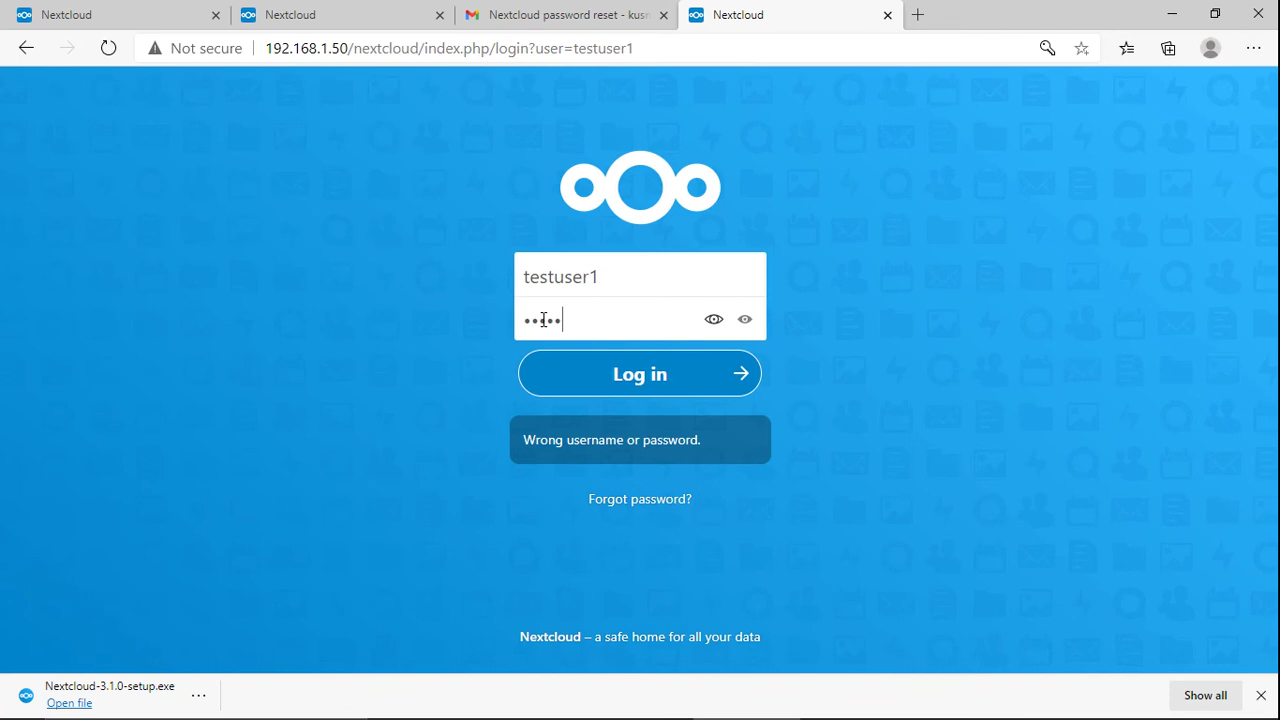 Nextcloud
Nextcloud
Nextcloud password reset - kusn
Nextcloud
Not secure
192.168.1.50/nextcloud/index.php/login?user=testuser1
testuser1
Log in
Wrong username or password.
Forgot password?
Nextcloud – a safe home for all your data
Nextcloud-3.1.0-setup.exe
Open file
Show all